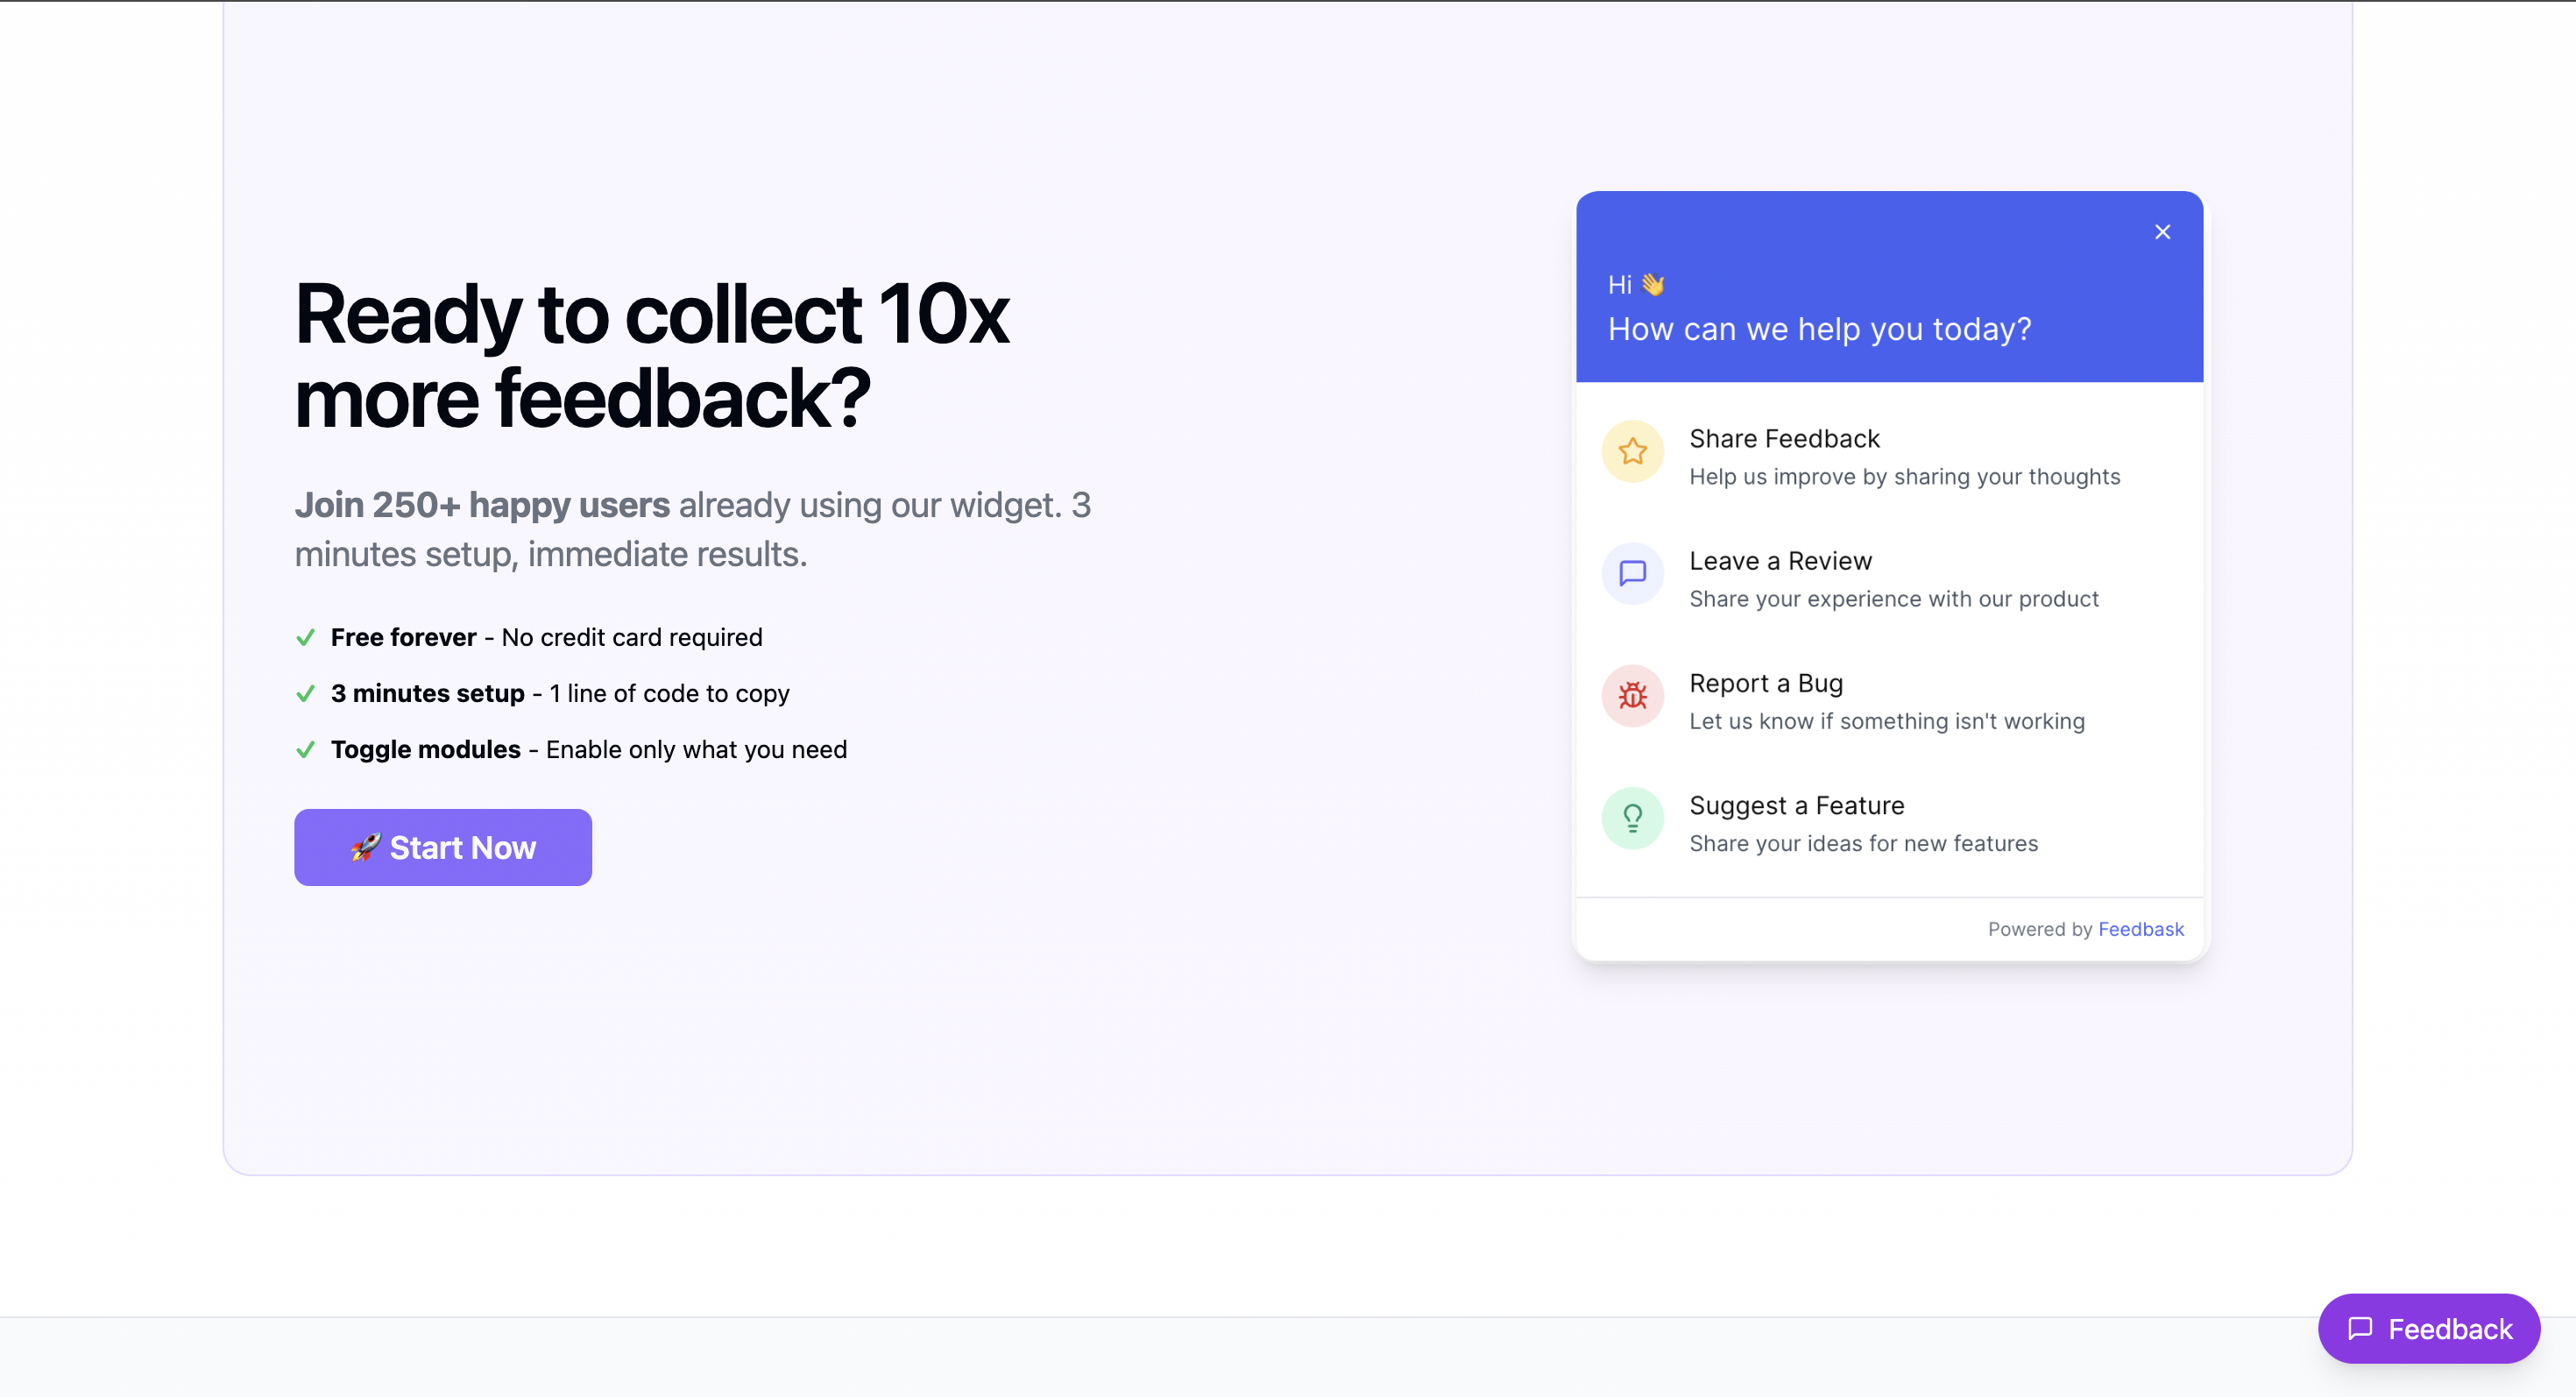 Ready to collect 10x
more feedback?
Join 250+ happy users already using our widget. 3
minutes setup, immediate results.
Free forever - No credit card required
3 minutes setup - 1 line of code to copy
Toggle modules - Enable only what you need
🚀 Start Now
Hi 👋
How can we help you today?
Share Feedback
Help us improve by sharing your thoughts
Leave a Review
Share your experience with our product
Report a Bug
Let us know if something isn't working
Suggest a Feature
Share your ideas for new features
Powered by Feedbask
Feedback